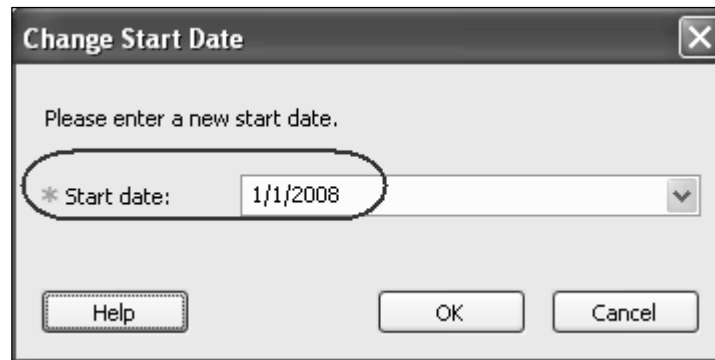 Change Start Date
Please enter a new start date.
* Start date: 1/1/2008
Help OK Cancel